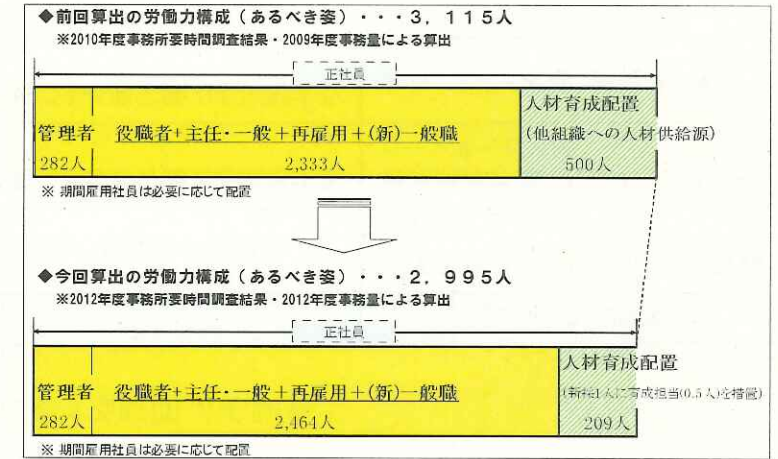 ◆前回算出の労働力構成（あるべき姿）・・・3，115人
※2010年度事務所要時間調査結果・2009年度事務量による算出
正社員
人材育成配置
管理者 役職者+主任・一般＋再雇用＋(新)一般職 (他組織への人材供給源)
282人 2,333人 500人
※ 期間雇用社員は必要に応じて配置
◆今回算出の労働力構成（あるべき姿）・・・2，995人
※2012年度事務所要時間調査結果・2012年度事務量による算出
正社員
人材育成配置
管理者 役職者+主任・一般＋再雇用＋(新)一般職 (新採1人に育成担当(0.5人)を措置)
282人 2,464人 209人
※ 期間雇用社員は必要に応じて配置